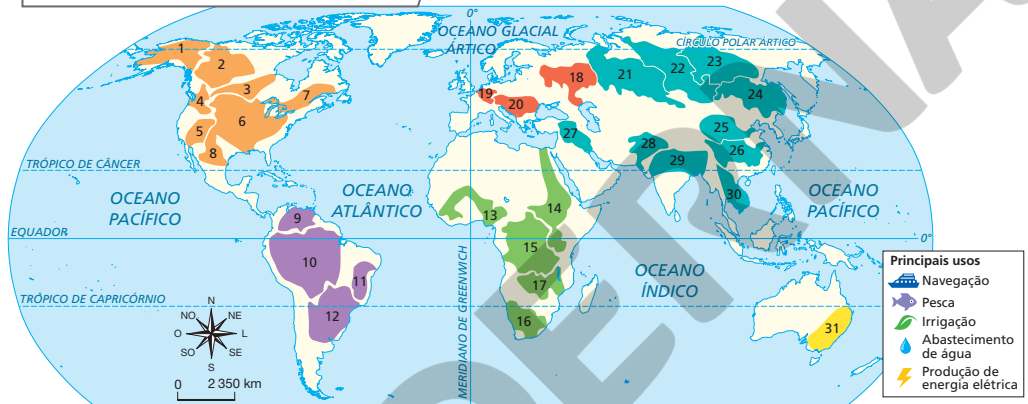 0°
OCEANO GLACIAL
ÁRTICO
CÍRCULO POLAR ÁRTICO
1
2
3
4
5
6
7
8
18
19
20
21
22
23
24
25
26
27
28
29
30
TRÓPICO DE CÂNCER
OCEANO
PACÍFICO
OCEANO
ATLÂNTICO
OCEANO
PACÍFICO
9
10
11
12
13
14
15
16
17
EQUADOR
0°
MERIDIANO DE GREENWICH
OCEANO
ÍNDICO
TRÓPICO DE CAPRICÓRNIO
31
N
NO NE
O L
SO SE
S
0 2 350 km
Principais usos
Navegação
Pesca
Irrigação
Abastecimento
de água
Produção de
energia elétrica